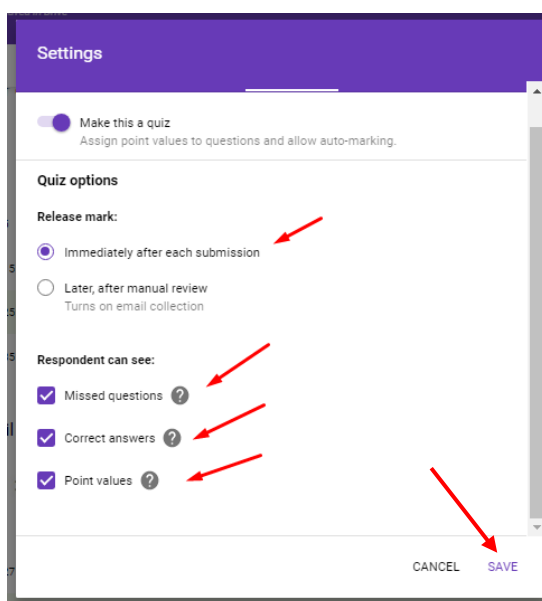 Settings
Make this a quiz
Assign point values to questions and allow auto-marking.
Quiz options
Release mark:
Immediately after each submission
Later, after manual review
Turns on email collection
Respondent can see:
Missed questions ?
Correct answers ?
Point values ?
CANCEL SAVE